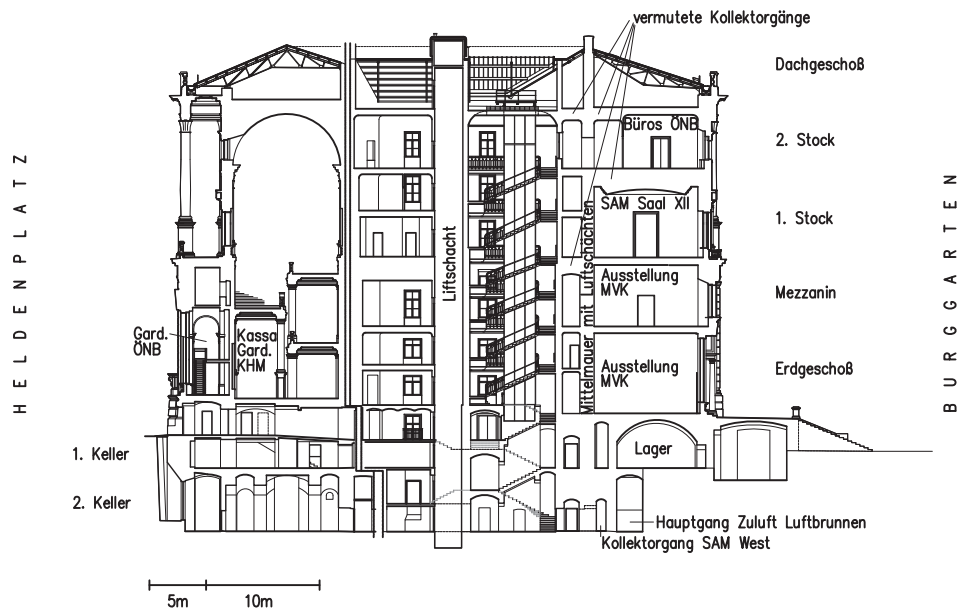 vermutete Kollektorgänge
Dachgeschoß
Büros ÖNB
2. Stock
HELDENPLATZ
BURGGARTEN
SAM Saal XII
1. Stock
Liftschacht
Mittelmauer mit Luftschächten
Ausstellung
MVK
Mezzanin
Gard.
ÖNB
Kassa
Gard.
KHM
Ausstellung
MVK
Erdgeschoß
1. Keller
Lager
2. Keller
Hauptgang Zuluft Luftbrunnen
Kollektorgang SAM West
5m 10m